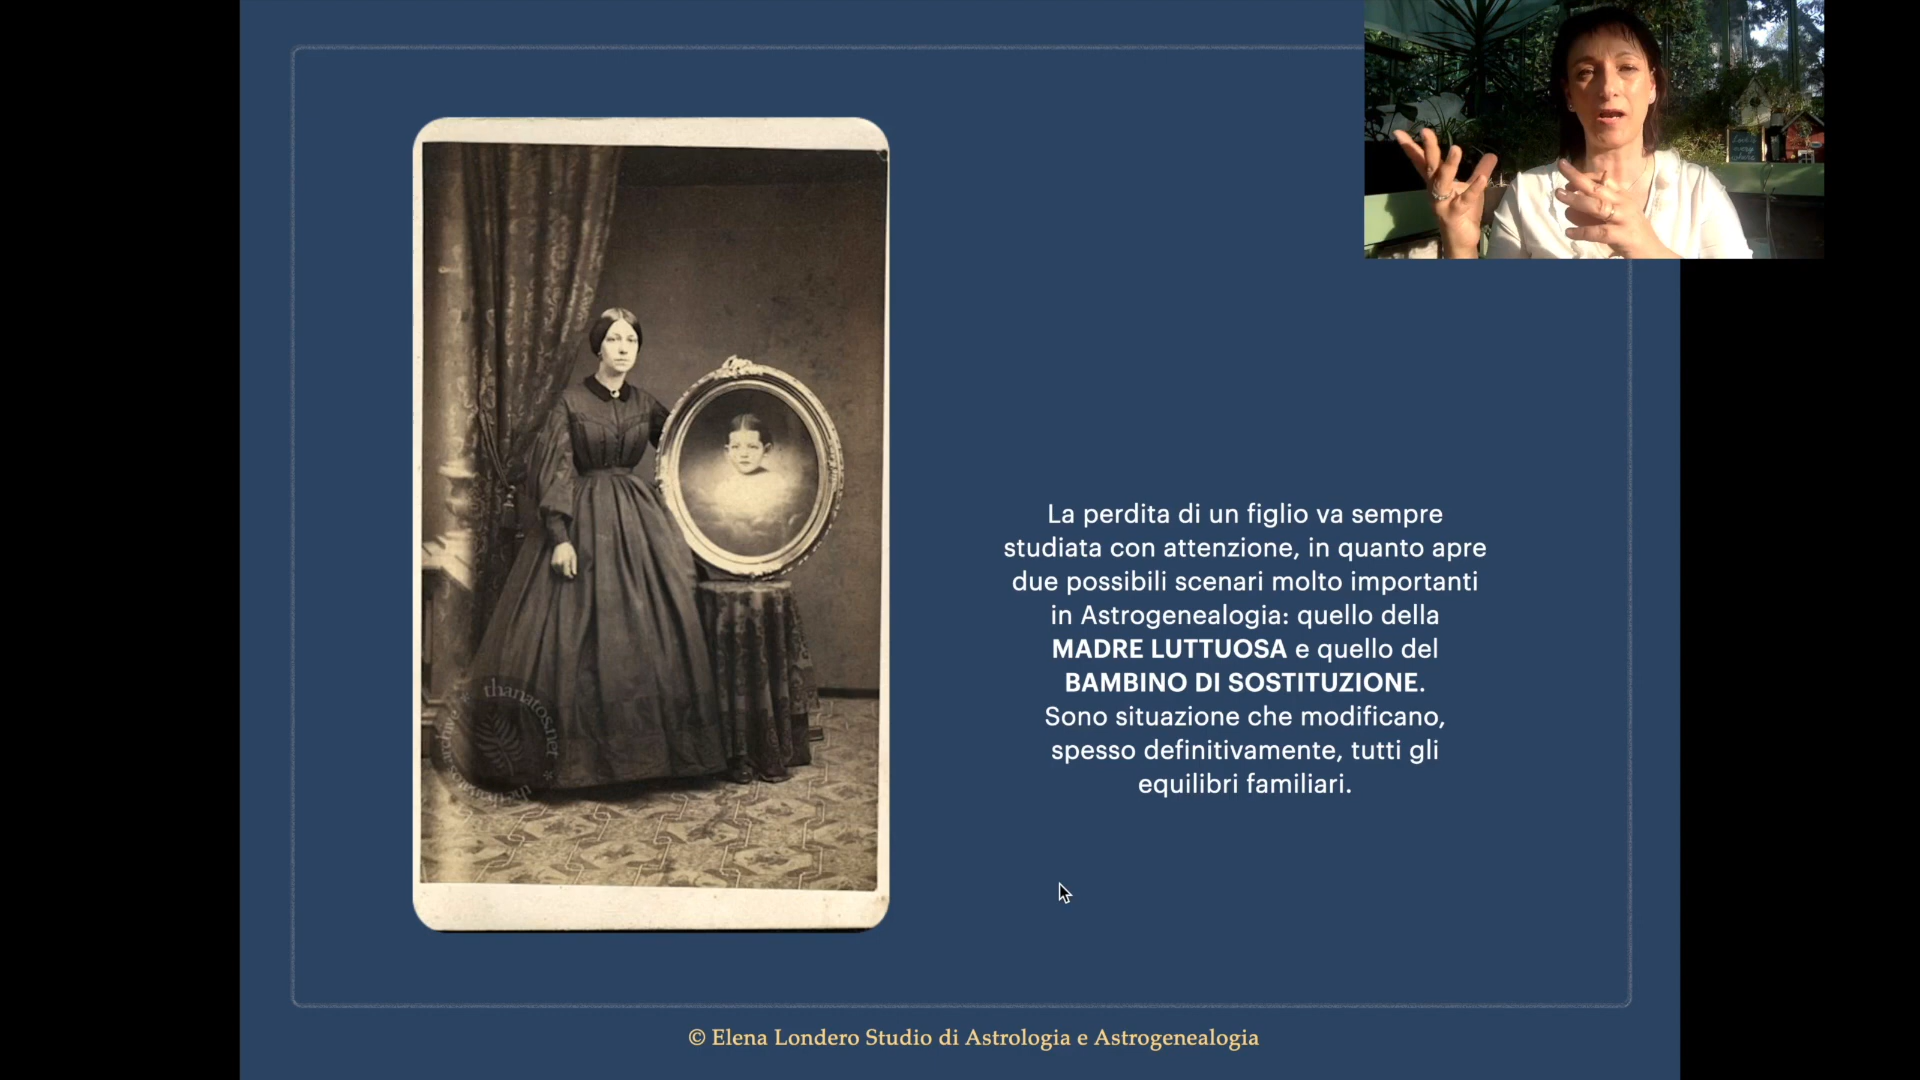 La perdita di un figlio va sempre
studiata con attenzione, in quanto apre
due possibili scenari molto importanti
in Astrogenealogia: quello della
MADRE LUTTUOSA e quello del
BAMBINO DI SOSTITUZIONE.
Sono situazione che modificano,
spesso definitivamente, tutti gli
equilibri familiari.
thanatos.net
© Elena Londero Studio di Astrologia e Astrogenealogia